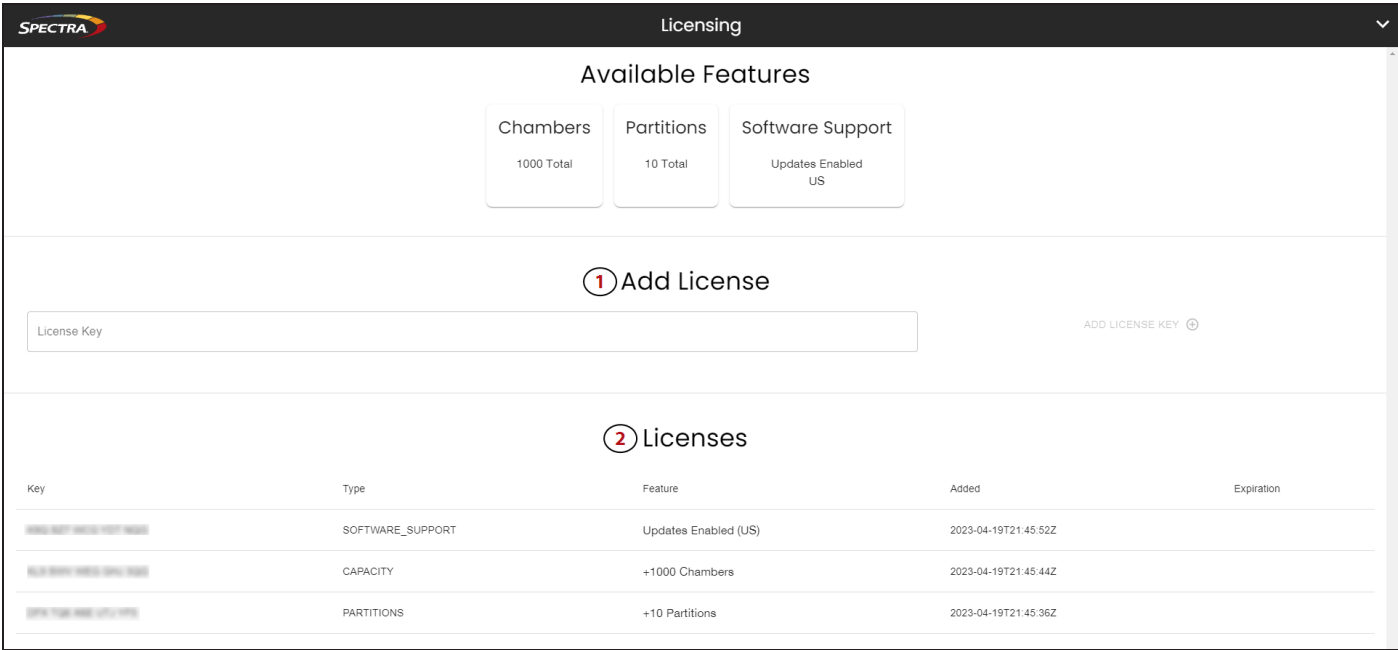 SPECTRA
Licensing
Available Features
Chambers Partitions Software Support
1000 Total 10 Total Updates Enabled
US
1 Add License
License Key
ADD LICENSE KEY
2 Licenses
Key Type Feature Added Expiration
SOFTWARE_SUPPORT Updates Enabled (US) 2023-04-19T21:45:52Z
CAPACITY +1000 Chambers 2023-04-19T21:45:44Z
PARTITIONS +10 Partitions 2023-04-19T21:45:36Z